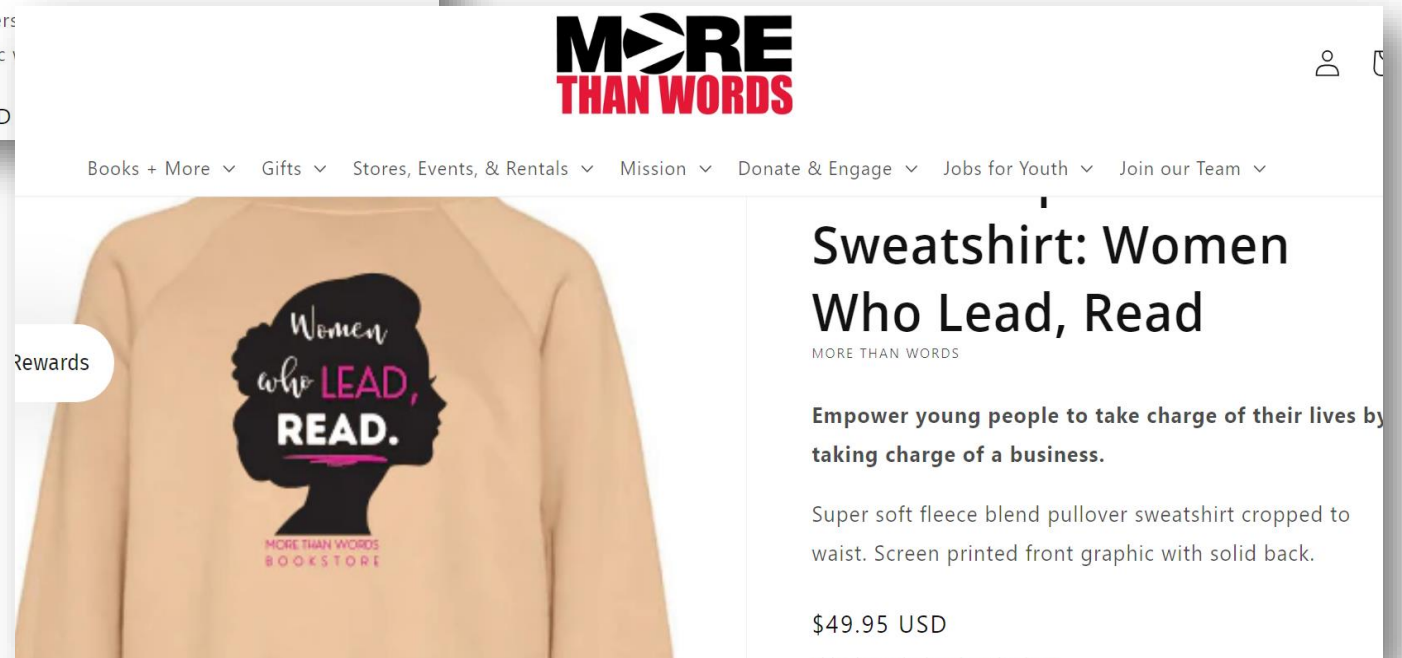 MORE
THAN WORDS
Books + More
Gifts
Stores, Events, & Rentals
Mission
Donate & Engage
Jobs for Youth
Join our Team
Sweatshirt: Women
Who Lead, Read
MORE THAN WORDS
Rewards
Women
who LEAD,
READ.
MORE THAN WORDS
BOOKSTORE
Empower young people to take charge of their lives by
taking charge of a business.
Super soft fleece blend pullover sweatshirt cropped to
waist. Screen printed front graphic with solid back.
$49.95 USD